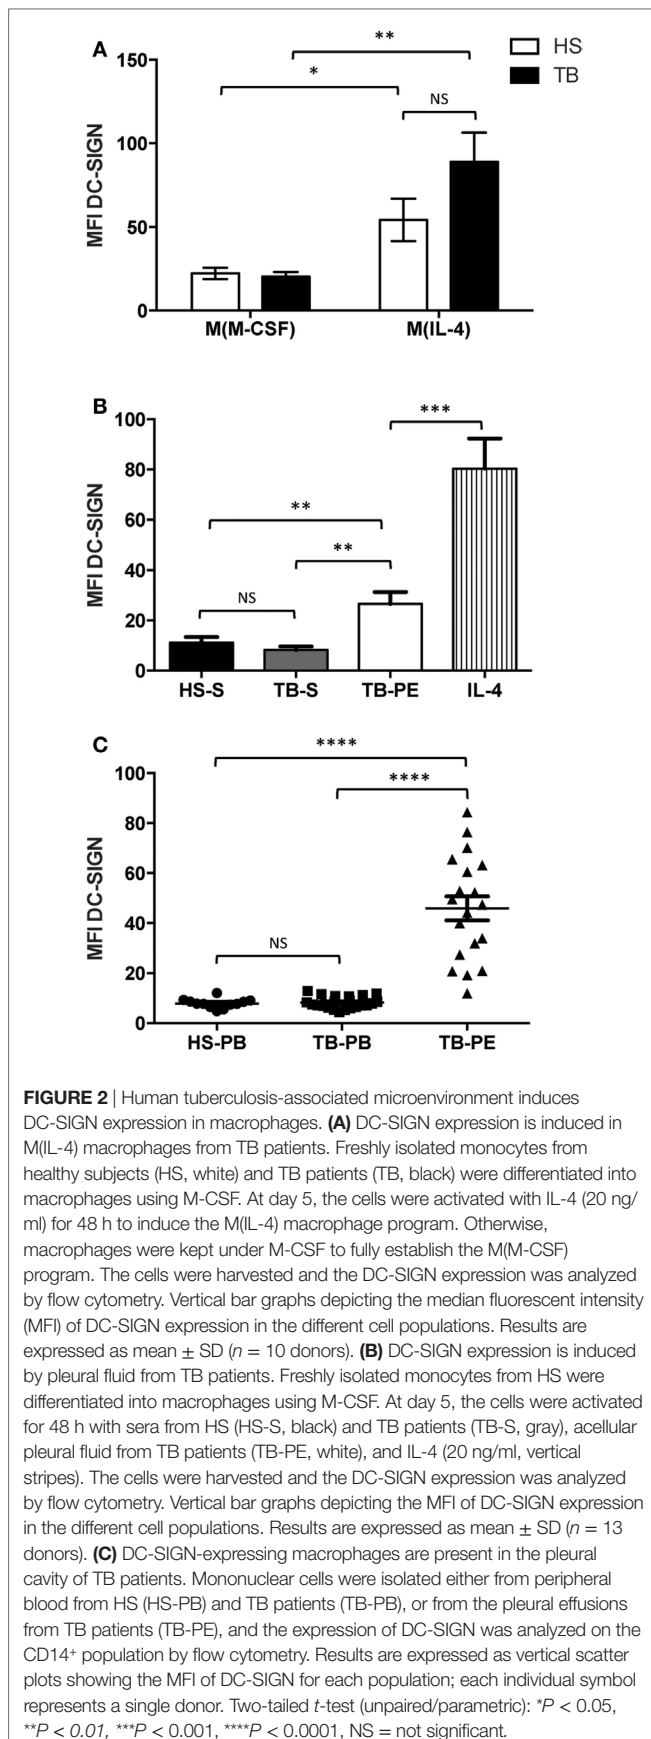 A
**
HS
TB
*
NS
150
100
50
0
MFI DC-SIGN
M(M-CSF)
M(IL-4)
B
***
**
**
NS
100
80
60
40
20
0
MFI DC-SIGN
HS-S
TB-S
TB-PE
IL-4
C
****
****
NS
100
80
60
40
20
0
MFI DC-SIGN
HS-PB
TB-PB
TB-PE
FIGURE 2 | Human tuberculosis-associated microenvironment induces
DC-SIGN expression in macrophages. (A) DC-SIGN expression is induced in
M(IL-4) macrophages from TB patients. Freshly isolated monocytes from
healthy subjects (HS, white) and TB patients (TB, black) were differentiated into
macrophages using M-CSF. At day 5, the cells were activated with IL-4 (20 ng/
ml) for 48 h to induce the M(IL-4) macrophage program. Otherwise,
macrophages were kept under M-CSF to fully establish the M(M-CSF)
program. The cells were harvested and the DC-SIGN expression was analyzed
by flow cytometry. Vertical bar graphs depicting the median fluorescent intensity
(MFI) of DC-SIGN expression in the different cell populations. Results are
expressed as mean ± SD (n = 10 donors). (B) DC-SIGN expression is induced
by pleural fluid from TB patients. Freshly isolated monocytes from HS were
differentiated into macrophages using M-CSF. At day 5, the cells were activated
for 48 h with sera from HS (HS-S, black) and TB patients (TB-S, gray), acellular
pleural fluid from TB patients (TB-PE, white), and IL-4 (20 ng/ml, vertical
stripes). The cells were harvested and the DC-SIGN expression was analyzed
by flow cytometry. Vertical bar graphs depicting the MFI of DC-SIGN expression
in the different cell populations. Results are expressed as mean ± SD (n = 13
donors). (C) DC-SIGN-expressing macrophages are present in the pleural
cavity of TB patients. Mononuclear cells were isolated either from peripheral
blood from HS (HS-PB) and TB patients (TB-PB), or from the pleural effusions
from TB patients (TB-PE), and the expression of DC-SIGN was analyzed on the
CD14⁺ population by flow cytometry. Results are expressed as vertical scatter
plots showing the MFI of DC-SIGN for each population; each individual symbol
represents a single donor. Two-tailed t-test (unpaired/parametric): *P < 0.05,
**P < 0.01, ***P < 0.001, ****P < 0.0001, NS = not significant.